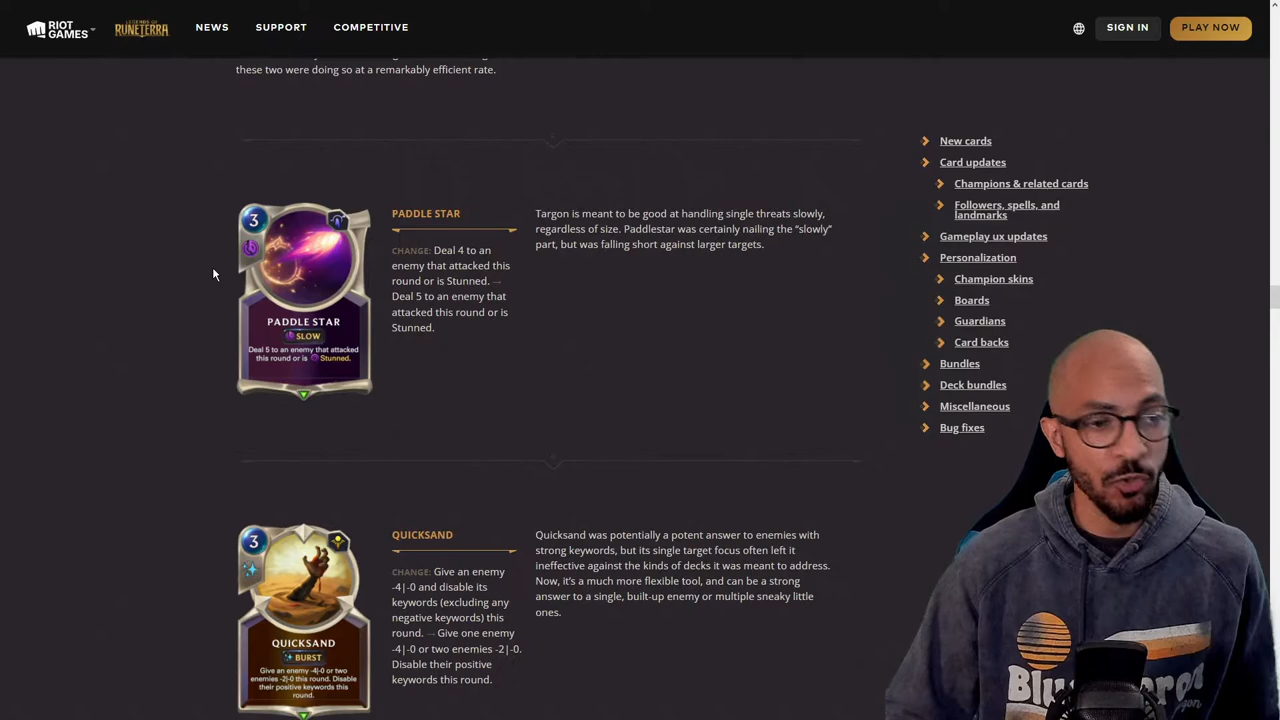 RIOT GAMES
LEGENDS OF RUNETERRA
NEWS
SUPPORT
COMPETITIVE
SIGN IN
PLAY NOW
these two were doing so at a remarkably efficient rate.
3
PADDLE STAR
SLOW
Deal 5 to an enemy that attacked
this round or is Stunned.
PADDLE STAR
CHANGE: Deal 4 to an
enemy that attacked this
round or is Stunned. →
Deal 5 to an enemy that
attacked this round or is
Stunned.
Targon is meant to be good at handling single threats slowly,
regardless of size. Paddlestar was certainly nailing the “slowly”
part, but was falling short against larger targets.
3
QUICKSAND
BURST
Give an enemy -4|-0 or two
enemies -2|-0 this round. Disable
their positive keywords this
round.
QUICKSAND
CHANGE: Give an enemy
-4|-0 and disable its
keywords (excluding any
negative keywords) this
round. → Give one enemy
-4|-0 or two enemies -2|-0.
Disable their positive
keywords this round.
Quicksand was potentially a potent answer to enemies with
strong keywords, but its single target focus often left it
ineffective against the kinds of decks it was meant to address.
Now, it’s a much more flexible tool, and can be a strong
answer to a single, built-up enemy or multiple sneaky little
ones.
New cards
Card updates
Champions & related cards
Followers, spells, and
landmarks
Gameplay ux updates
Personalization
Champion skins
Boards
Guardians
Card backs
Bundles
Deck bundles
Miscellaneous
Bug fixes